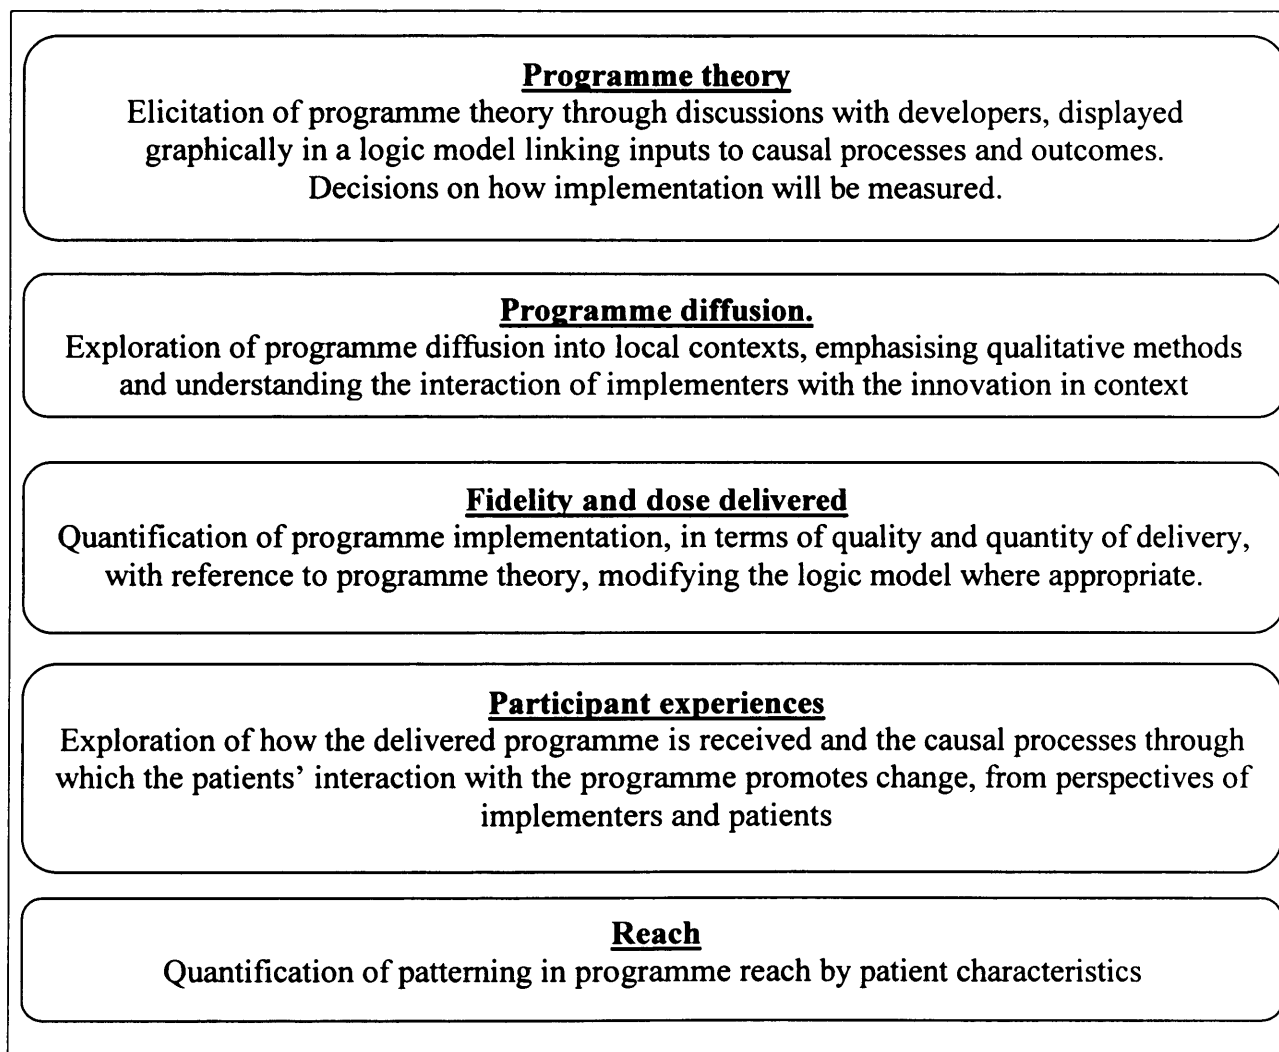 Programme theory
Elicitation of programme theory through discussions with developers, displayed
graphically in a logic model linking inputs to causal processes and outcomes.
Decisions on how implementation will be measured.
Programme diffusion.
Exploration of programme diffusion into local contexts, emphasising qualitative methods
and understanding the interaction of implementers with the innovation in context
Fidelity and dose delivered
Quantification of programme implementation, in terms of quality and quantity of delivery,
with reference to programme theory, modifying the logic model where appropriate.
Participant experiences
Exploration of how the delivered programme is received and the causal processes through
which the patients’ interaction with the programme promotes change, from perspectives of
implementers and patients
Reach
Quantification of patterning in programme reach by patient characteristics